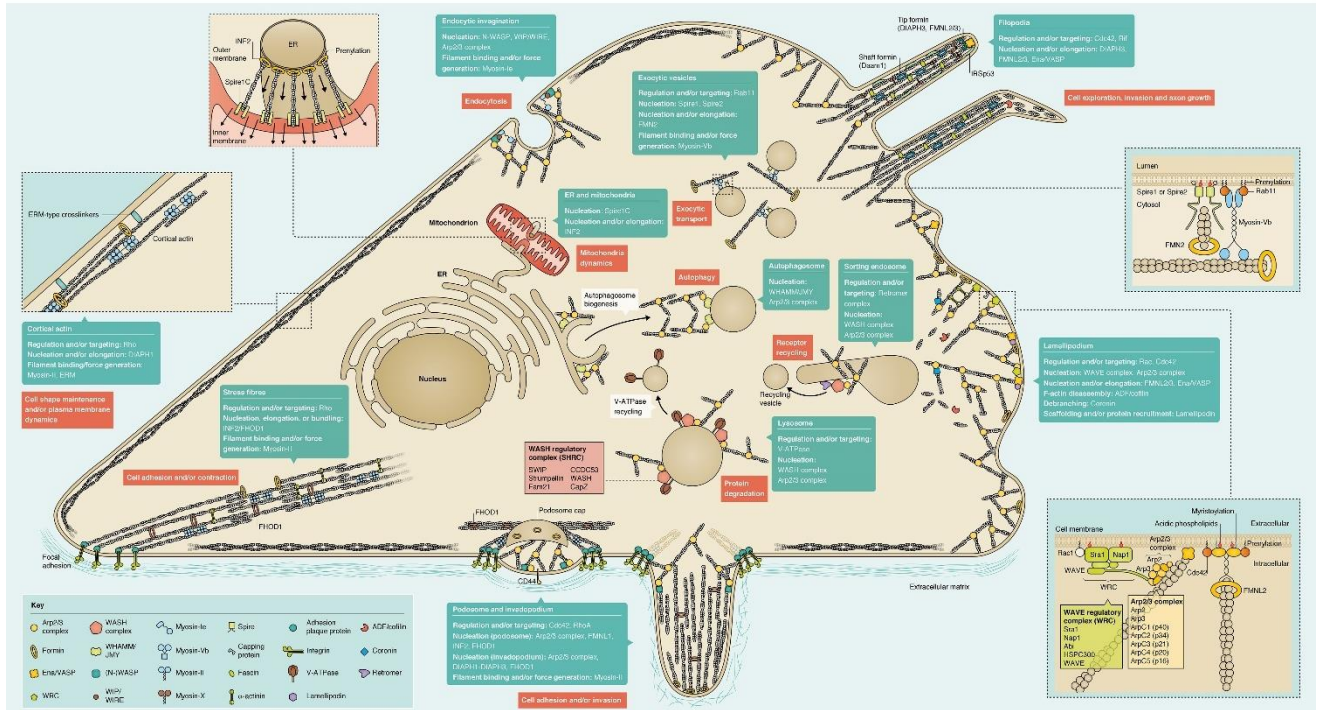 INF2
ER
Outer
membrane
Prenylation
Spire1C
Inner
membrane
Endocytic invagination
Nucleation: N-WASP, WIP/WIRE,
Arp2/3 complex
Filament binding and/or force
generation: Myosin-Ie
Endocytosis
Exocytic vesicles
Regulation and/or targeting: Rab11
Nucleation: Spire1, Spire2
Nucleation and/or elongation:
FMN2
Filament binding and/or force
generation: Myosin-Vb
Exocytic
transport
Tip formin
(DIAPH3, FMNL2/3)
Shaft formin
(Daam1)
IRSp53
Filopodia
Regulation and/or targeting: Cdc42, Rif
Nucleation and/or elongation: DIAPH3,
FMNL2/3, Ena/VASP
Cell exploration, invasion and axon growth
Lumen
Prenylation
Spire1 or Spire2
Rab11
Cytosol
Myosin-Vb
FMN2
ERM-type crosslinkers
Cortical actin
Cortical actin
Regulation and/or targeting: Rho
Nucleation and/or elongation: DIAPH1
Filament binding/force generation:
Myosin-II, ERM
Cell shape maintenance
and/or plasma membrane
dynamics
Mitochondrion
ER and mitochondria
Nucleation: Spire1C
Nucleation and/or elongation:
INF2
Mitochondria
dynamics
ER
Nucleus
Autophagosome
biogenesis
Autophagy
Autophagosome
Nucleation:
WHAMM/JMY
Arp2/3 complex
Sorting endosome
Regulation and/or
targeting: Retromer
complex
Nucleation:
WASH complex
Arp2/3 complex
Receptor
recycling
Recycling
vesicle
V-ATPase
recycling
Lysosome
Regulation and/or targeting:
V-ATPase
Nucleation:
WASH complex
Arp2/3 complex
Protein
degradation
WASH regulatory
complex (SHRC)
SWIP CCDC53
Strumpellin WASH
Fam21 CapZ
Lamellipodium
Regulation and/or targeting: Rac, Cdc42
Nucleation: WAVE complex, Arp2/3 complex
Nucleation and/or elongation: FMNL2/3, Ena/VASP
F-actin disassembly: ADF/cofilin
Debranching: Coronin
Scaffolding and/or protein recruitment: Lamellipodin
Stress fibres
Regulation and/or targeting: Rho
Nucleation, elongation, or bundling:
INF2/FHOD1
Filament binding and/or force
generation: Myosin-II
Cell adhesion and/or contraction
FHOD1
Focal
adhesion
FHOD1
Podosome cap
CD44
Extracellular matrix
Podosome and invadopodium
Regulation and/or targeting: Cdc42, RhoA
Nucleation (podosome): Arp2/3 complex, FMNL1,
INF2, FHOD1
Nucleation (invadopodium): Arp2/3 complex,
DIAPH1-DIAPH3, FHOD1
Filament binding and/or force generation: Myosin-II
Cell adhesion and/or invasion
Myristoylation
Cell membrane
Acidic phospholipids
Extracellular
Arp2/3
complex
Prenylation
Rac1
Sra1
Nap1
Arp2
Arp3
Cdc42
Intracellular
WAVE
WRC
FMNL2
WAVE regulatory
complex (WRC)
Sra1
Nap1
Abi
HSPC300
WAVE
Arp2/3 complex
Arp2
Arp3
ArpC1 (p40)
ArpC2 (p34)
ArpC3 (p21)
ArpC4 (p20)
ArpC5 (p16)
Key
Arp2/3
complex
WASH
complex
Myosin-Ie
Spire
Adhesion
plaque protein
ADF/cofilin
Formin
WHAMM/
JMY
Myosin-Vb
Capping
protein
Integrin
Coronin
Ena/VASP
(N-)WASP
Myosin-II
Fascin
V-ATPase
Retromer
WRC
WIP/
WIRE
Myosin-X
α-actinin
Lamellipodin